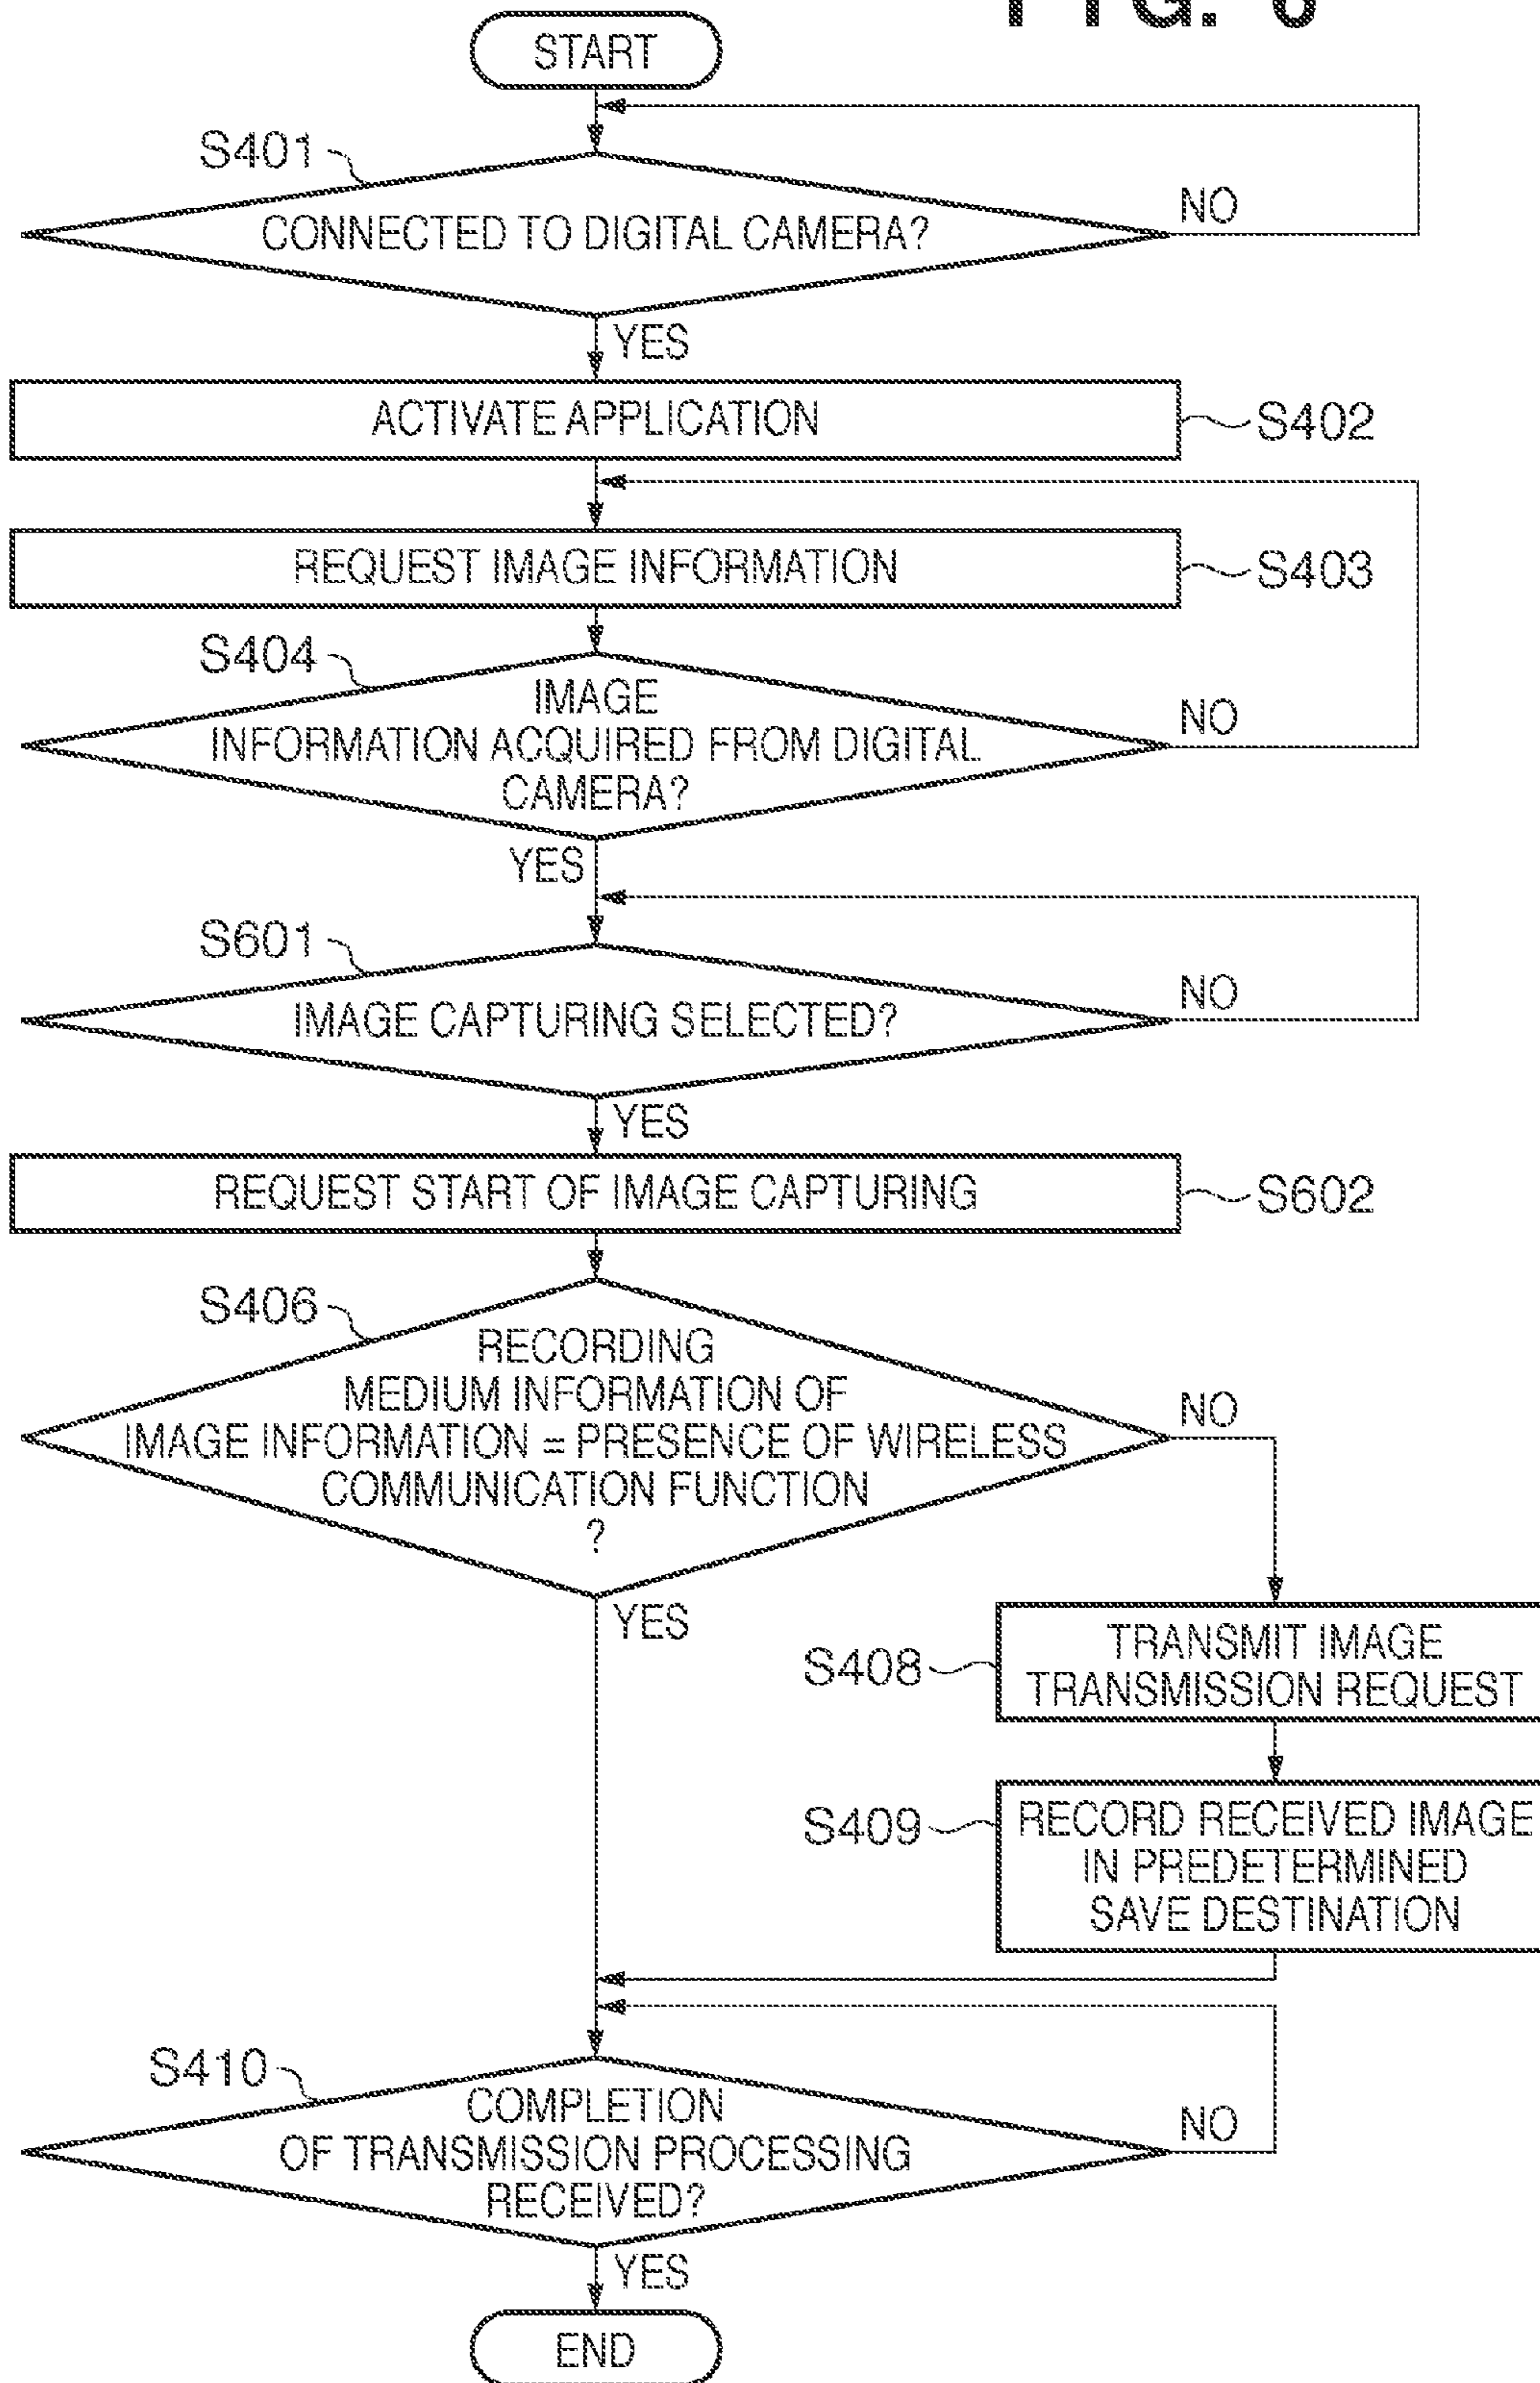 FIG.
START
S401
CONNECTED TO DIGITAL CAMERA?
NO
YES
ACTIVATE APPLICATION
S402
REQUEST IMAGE INFORMATION
S403
S404
IMAGE
INFORMATION ACQUIRED FROM DIGITAL
CAMERA?
NO
YES
S601
IMAGE CAPTURING SELECTED?
NO
YES
REQUEST START OF IMAGE CAPTURING
S602
S406
RECORDING
MEDIUM INFORMATION OF
IMAGE INFORMATION = PRESENCE OF WIRELESS
COMMUNICATION FUNCTION
?
NO
YES
S408
TRANSMIT IMAGE
TRANSMISSION REQUEST
S409
RECORD RECEIVED IMAGE
IN PREDETERMINED
SAVE DESTINATION
S410
COMPLETION
OF TRANSMISSION PROCESSING
RECEIVED?
NO
YES
END